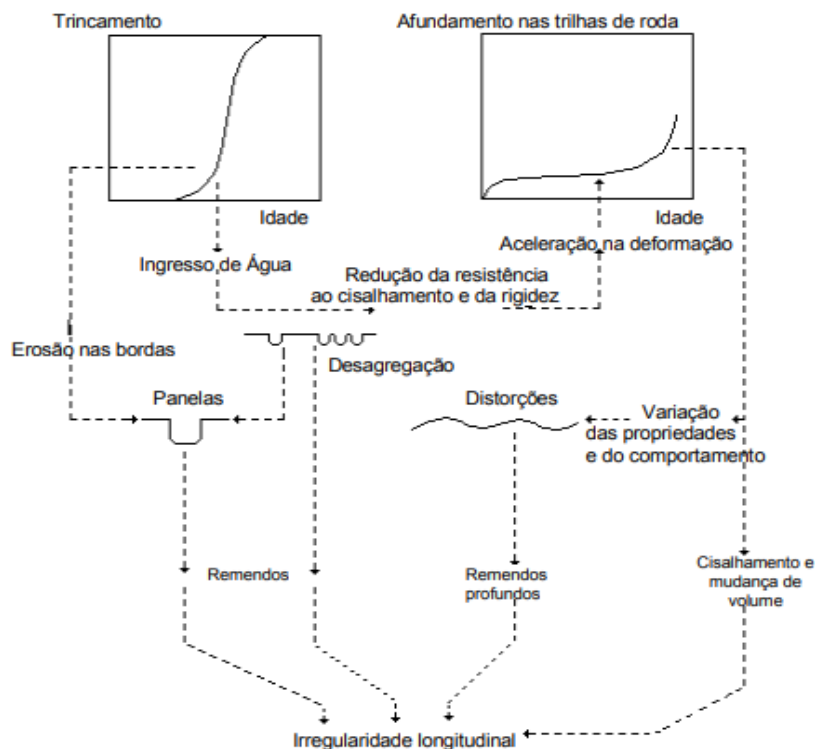 Trincamento
Afundamento nas trilhas de roda
Idade
Idade
Ingresso de Água
Aceleração na deformação
Redução da resistência
ao cisalhamento e da rigidez
Erosão nas bordas
Desagregação
Panelas
Distorções
Variação
das propriedades
e do comportamento
Remendos
Remendos
profundos
Cisalhamento e
mudança de
volume
Irregularidade longitudinal